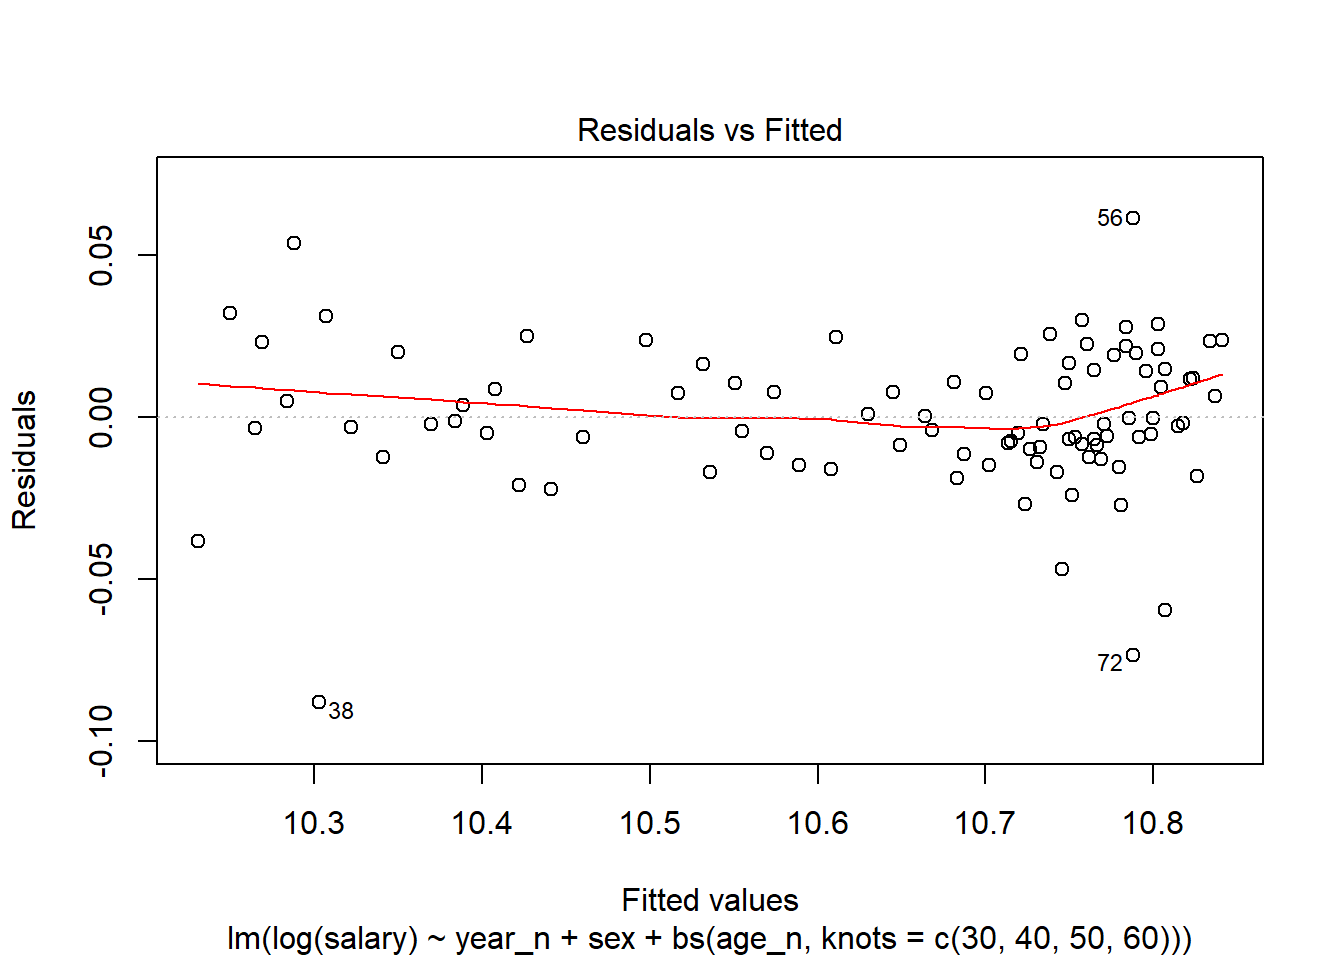 Residuals vs Fitted
56
0.05
0.00
Residuals
-0.05
72
38
-0.10
10.3 10.4 10.5 10.6 10.7 10.8
Fitted values
lm(log(salary) ~ year_n + sex + bs(age_n, knots = c(30, 40, 50, 60)))